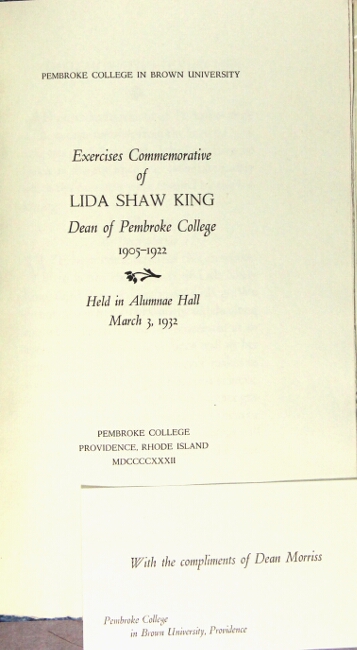 PEMBROKE COLLEGE IN BROWN UNIVERSITY
Exercises Commemorative
of
LIDA SHAW KING
Dean of Pembroke College
1905–1922
Held in Alumnae Hall
March 3, 1932
PEMBROKE COLLEGE
PROVIDENCE, RHODE ISLAND
MDCCCCXXXII
With the compliments of Dean Morriss
Pembroke College
in Brown University, Providence